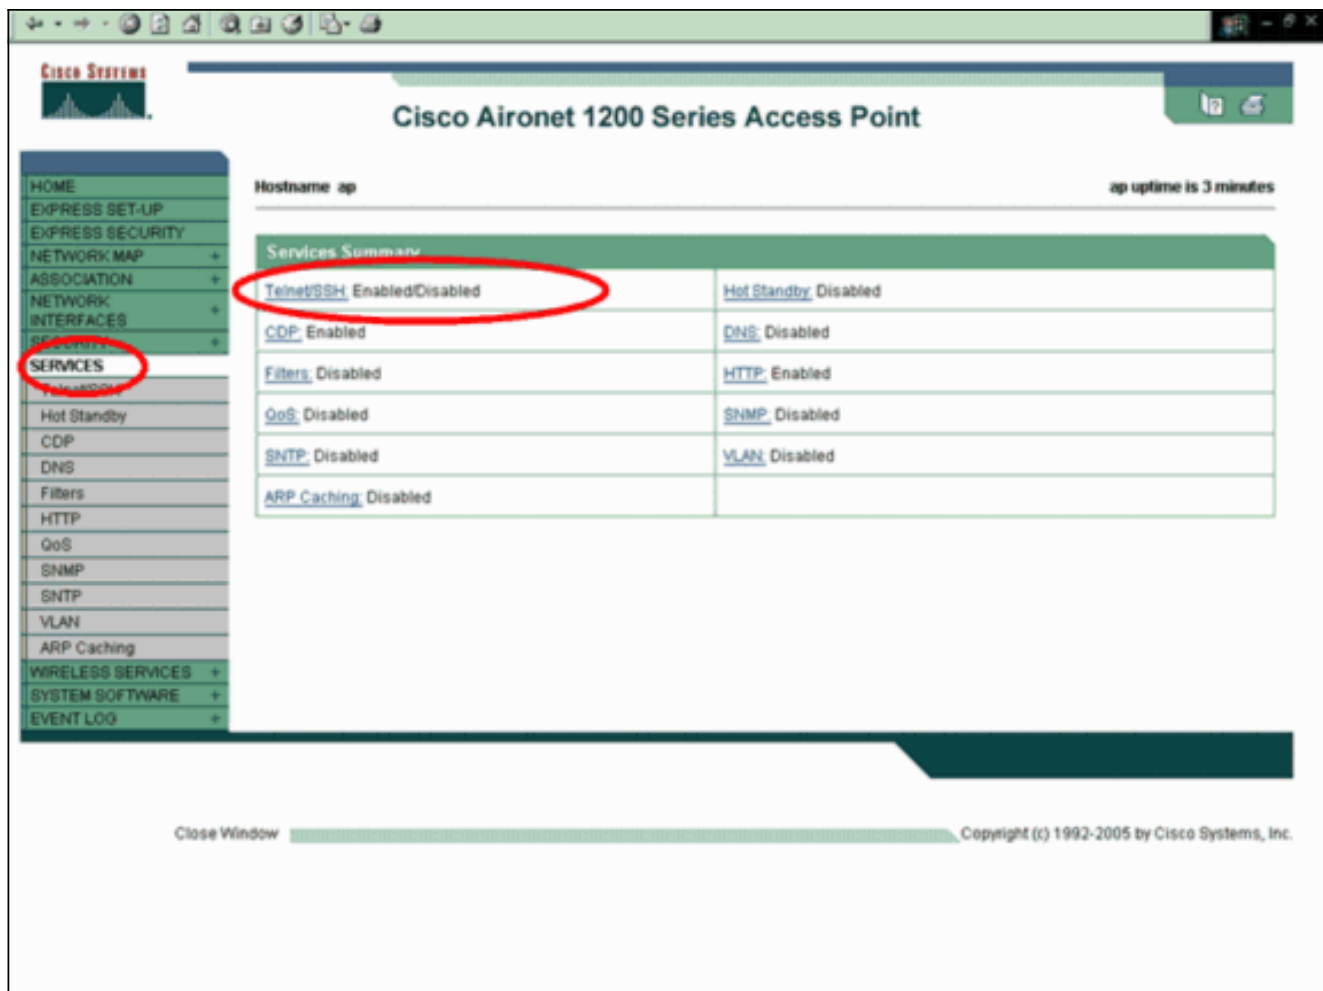 CISCO SYSTEMS
Cisco Aironet 1200 Series Access Point
HOME
EXPRESS SET-UP
EXPRESS SECURITY
NETWORK MAP +
ASSOCIATION +
NETWORK
INTERFACES +
SECURITY +
SERVICES
Telnet/SSH
Hot Standby
CDP
DNS
Filters
HTTP
QoS
SNMP
SNTP
VLAN
ARP Caching
WIRELESS SERVICES +
SYSTEM SOFTWARE +
EVENT LOG +
Hostname ap
ap uptime is 3 minutes
Services Summary
Telnet/SSH: Enabled/Disabled
Hot Standby: Disabled
CDP: Enabled
DNS: Disabled
Filters: Disabled
HTTP: Enabled
QoS: Disabled
SNMP: Disabled
SNTP: Disabled
VLAN: Disabled
ARP Caching: Disabled
Close Window
Copyright (c) 1992-2005 by Cisco Systems, Inc.